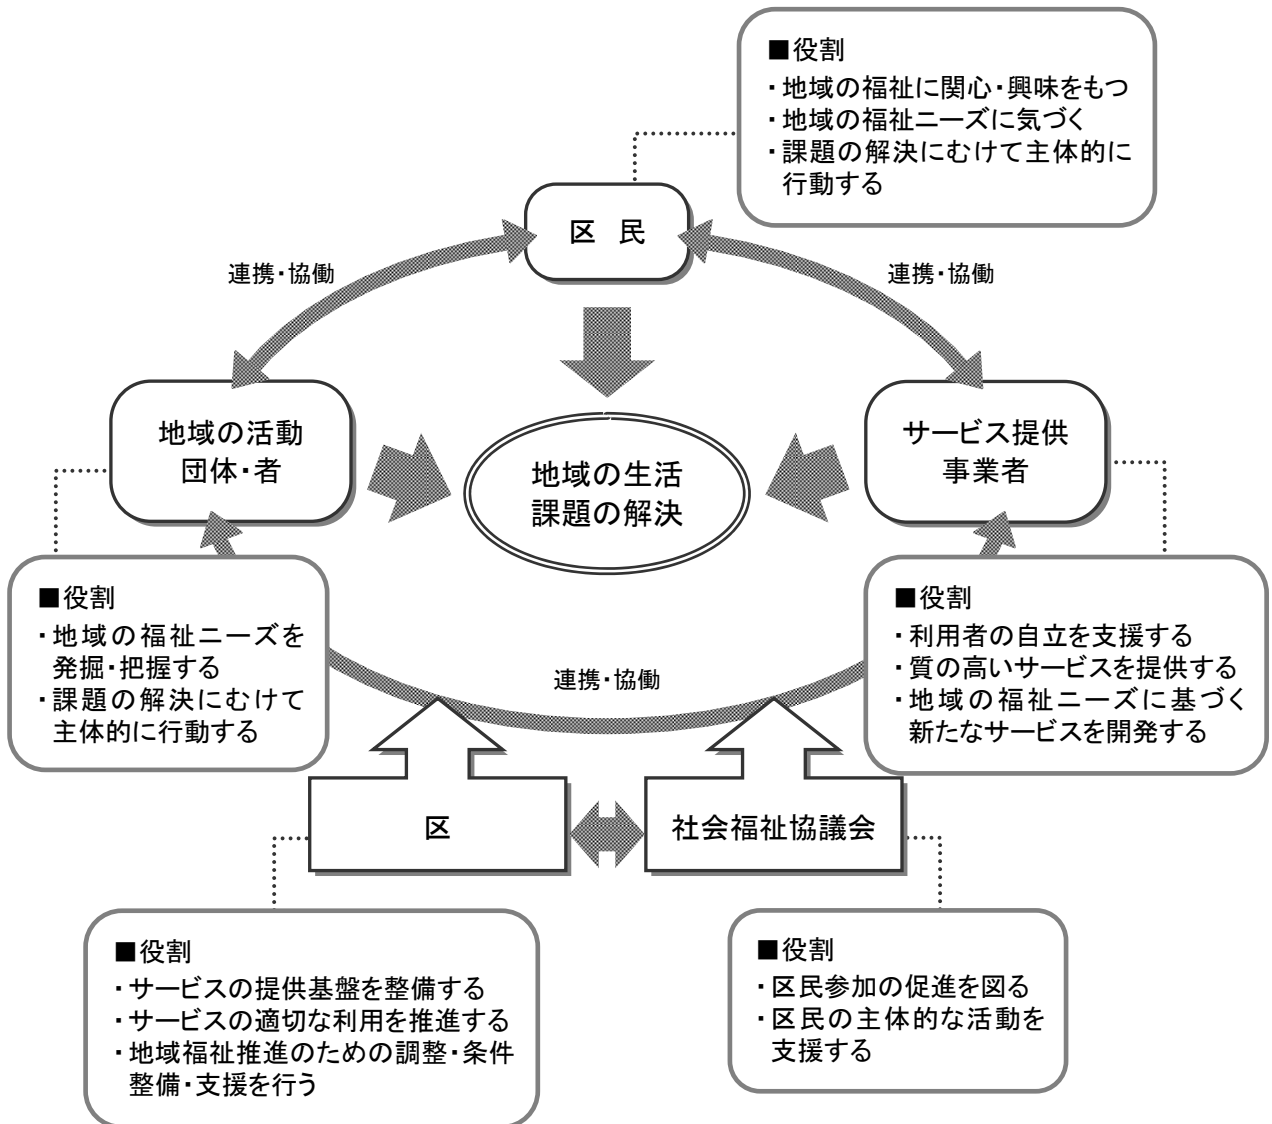 ■役割
・地域の福祉に関心・興味をもつ
・地域の福祉ニーズに気づく
・課題の解決にむけて主体的に
行動する
区 民
連携・協働
連携・協働
地域の活動
団体・者
地域の生活
課題の解決
サービス提供
事業者
■役割
・地域の福祉ニーズを
発掘・把握する
・課題の解決にむけて
主体的に行動する
■役割
・利用者の自立を支援する
・質の高いサービスを提供する
・地域の福祉ニーズに基づく
新たなサービスを開発する
連携・協働
区
社会福祉協議会
■役割
・サービスの提供基盤を整備する
・サービスの適切な利用を推進する
・地域福祉推進のための調整・条件
整備・支援を行う
■役割
・区民参加の促進を図る
・区民の主体的な活動を
支援する